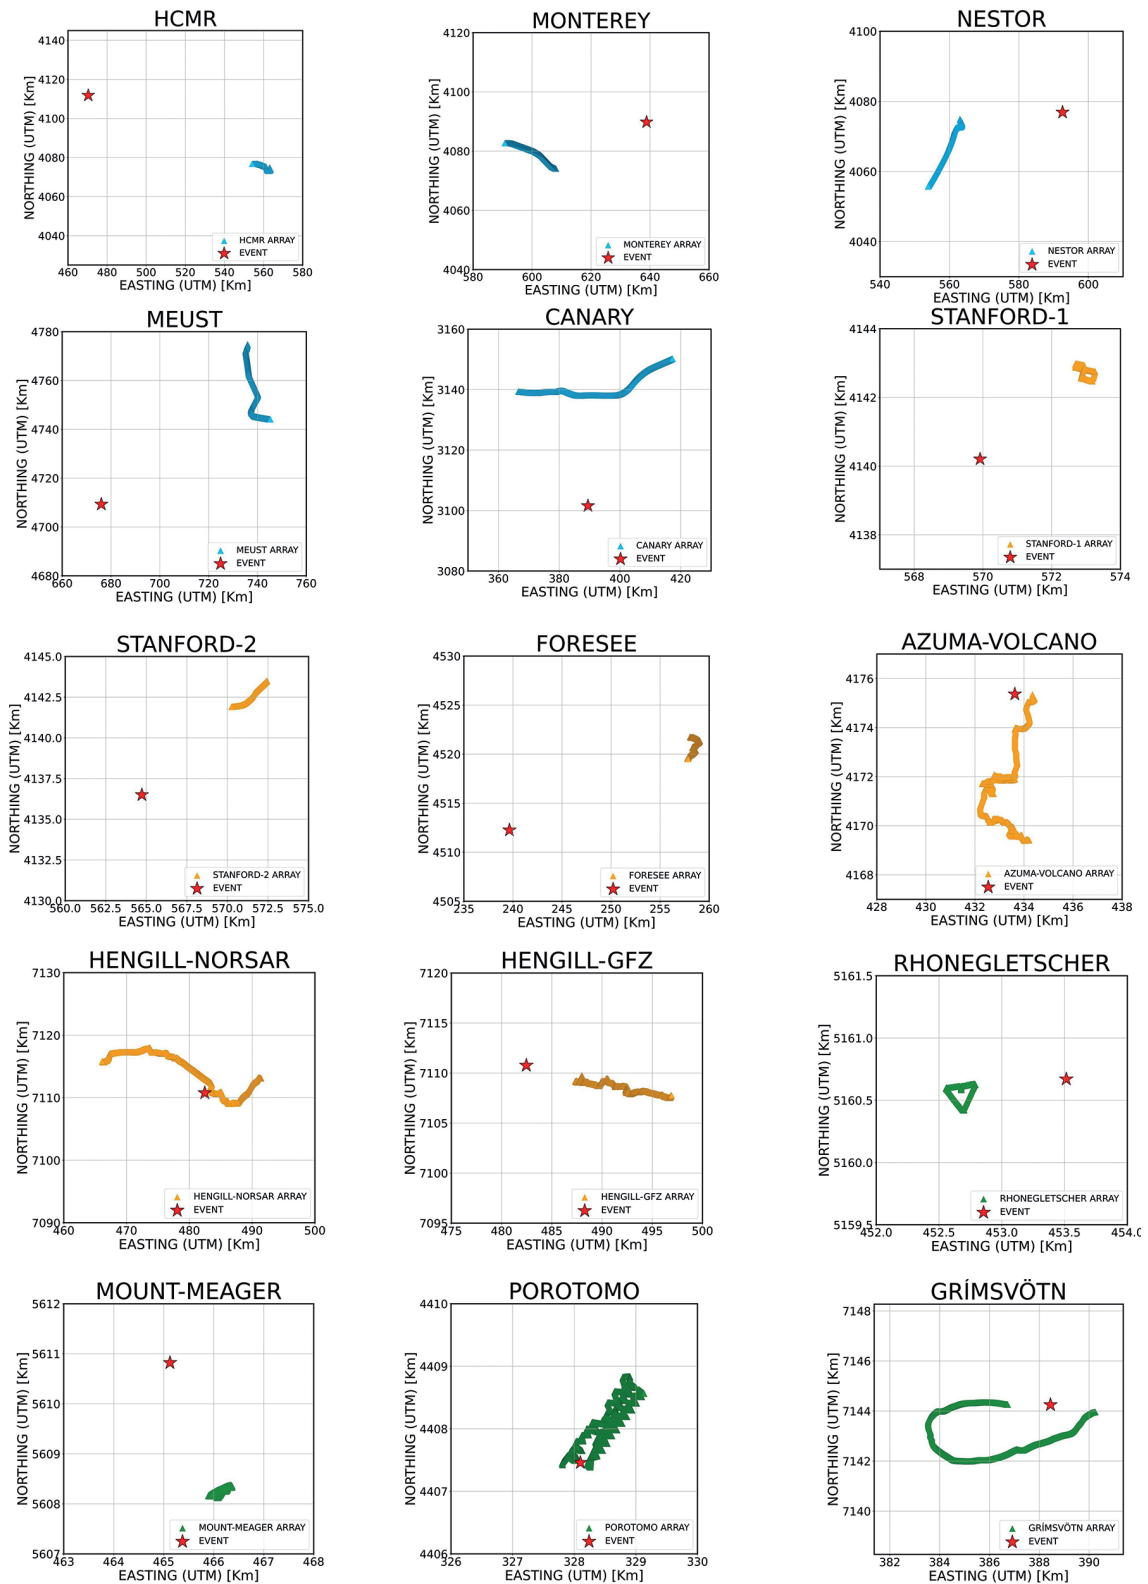 HCMR
NORTHING (UTM) [Km]
4140
4120
4100
4080
4060
4040
HCMR ARRAY
EVENT
460 480 500 520 540 560 580
EASTING (UTM) [Km]
MONTEREY
NORTHING (UTM) [Km]
4120
4100
4080
4060
4040
MONTEREY ARRAY
EVENT
580 600 620 640 660
EASTING (UTM) [Km]
NESTOR
NORTHING (UTM) [Km]
4100
4080
4060
4040
NESTOR ARRAY
EVENT
540 560 580 600
EASTING (UTM) [Km]
MEUST
NORTHING (UTM) [Km]
4780
4760
4740
4720
4700
4680
MEUST ARRAY
EVENT
660 680 700 720 740 760
EASTING (UTM) [Km]
CANARY
NORTHING (UTM) [Km]
3160
3140
3120
3100
3080
CANARY ARRAY
EVENT
360 380 400 420
EASTING (UTM) [Km]
STANFORD-1
NORTHING (UTM) [Km]
4144
4142
4140
4138
STANFORD-1 ARRAY
EVENT
568 570 572 574
EASTING (UTM) [Km]
STANFORD-2
NORTHING (UTM) [Km]
4145.0
4142.5
4140.0
4137.5
4135.0
4132.5
4130.0
STANFORD-2 ARRAY
EVENT
560.0 562.5 565.0 567.5 570.0 572.5 575.0
EASTING (UTM) [Km]
FORESEE
NORTHING (UTM) [Km]
4530
4525
4520
4515
4510
4505
FORESEE ARRAY
EVENT
235 240 245 250 255 260
EASTING (UTM) [Km]
AZUMA-VOLCANO
NORTHING (UTM) [Km]
4176
4174
4172
4170
4168
AZUMA-VOLCANO ARRAY
EVENT
428 430 432 434 436 438
EASTING (UTM) [Km]
HENGILL-NORSAR
NORTHING (UTM) [Km]
7130
7120
7110
7100
7090
HENGILL-NORSAR ARRAY
EVENT
460 470 480 490 500
EASTING (UTM) [Km]
HENGILL-GFZ
NORTHING (UTM) [Km]
7120
7115
7110
7105
7100
7095
HENGILL-GFZ ARRAY
EVENT
475 480 485 490 495 500
EASTING (UTM) [Km]
RHONEGLETSCHER
NORTHING (UTM) [Km]
5161.5
5161.0
5160.5
5160.0
5159.5
RHONEGLETSCHER ARRAY
EVENT
452.0 452.5 453.0 453.5 454.0
EASTING (UTM) [Km]
MOUNT-MEAGER
NORTHING (UTM) [Km]
5612
5611
5610
5609
5608
5607
MOUNT-MEAGER ARRAY
EVENT
463 464 465 466 467 468
EASTING (UTM) [Km]
POROTOMO
NORTHING (UTM) [Km]
4410
4409
4408
4407
4406
POROTOMO ARRAY
EVENT
326 327 328 329 330
EASTING (UTM) [Km]
GRÍMSVÖTN
NORTHING (UTM) [Km]
7148
7146
7144
7142
7140
GRÍMSVÖTN ARRAY
EVENT
382 384 386 388 390
EASTING (UTM) [Km]